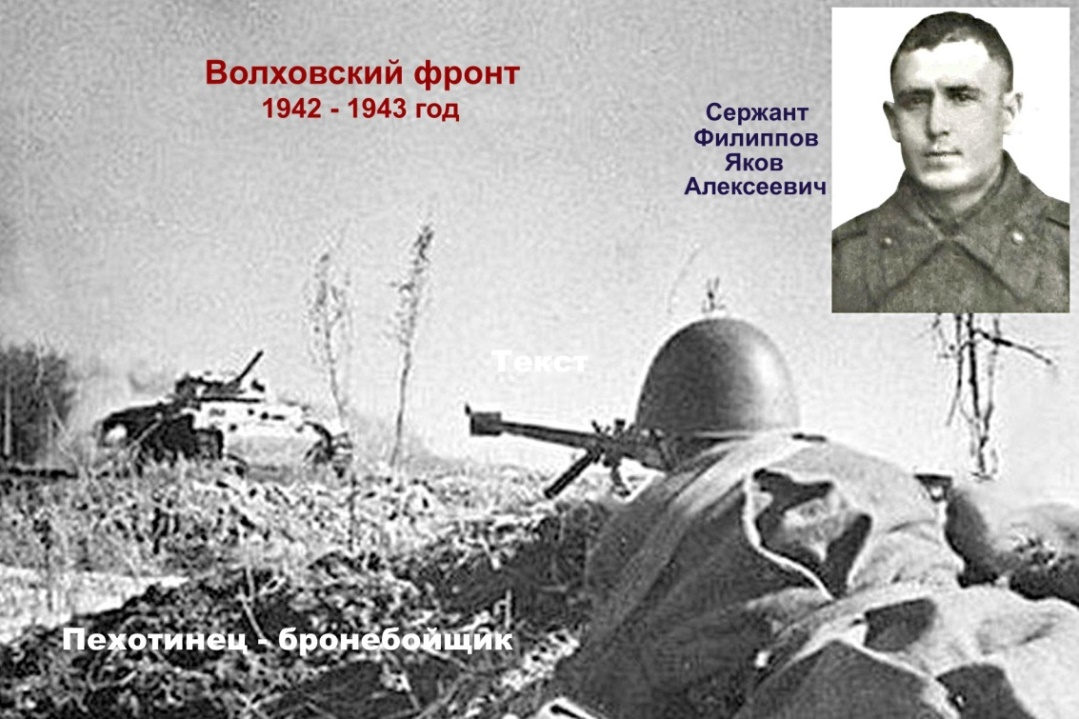 Волховский фронт
1942 - 1943 год
Сержант
Филиппов
Яков
Алексеевич
Текст
Пехотинец - бронебойщик